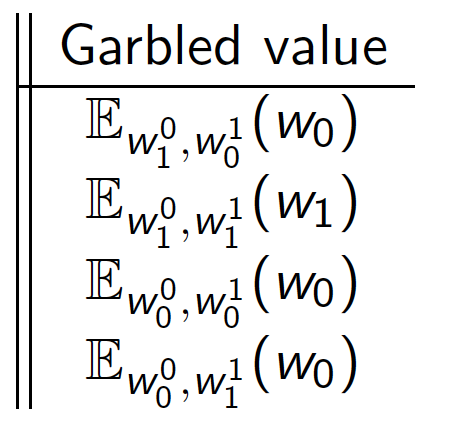 Garbled value
𝔼_{w_1^0, w_0^1}(w_0)
𝔼_{w_1^0, w_1^1}(w_1)
𝔼_{w_0^0, w_0^1}(w_0)
𝔼_{w_0^0, w_1^1}(w_0)